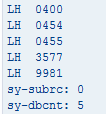 LH  0400
LH  0454
LH  0455
LH  3577
LH  9981
sy-subrc: 0
sy-dbcnt: 5